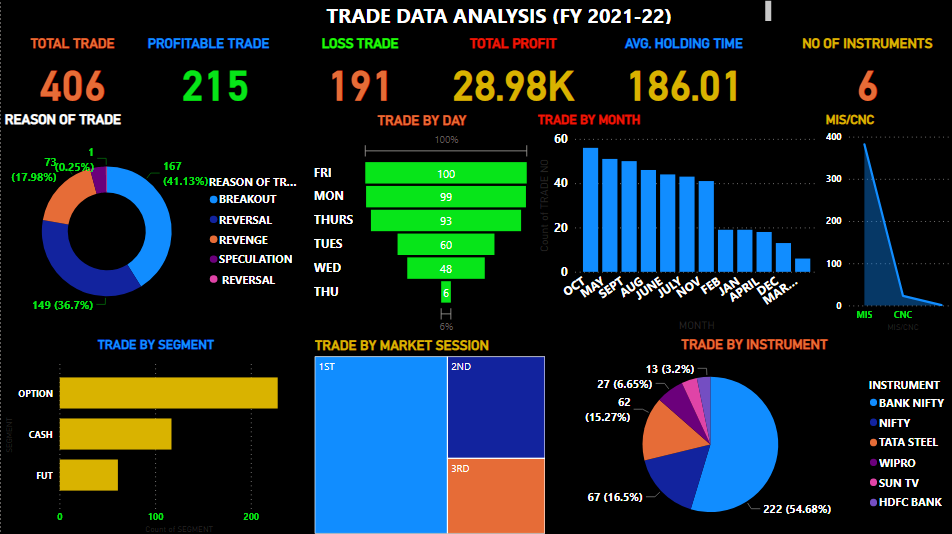 TRADE DATA ANALYSIS (FY 2021-22)
TOTAL TRADE
PROFITABLE TRADE
LOSS TRADE
TOTAL PROFIT
AVG. HOLDING TIME
NO OF INSTRUMENTS
406
215
191
28.98K
186.01
6
REASON OF TRADE
1
(0.25%)
73
(17.98%)
167
(41.13%)
149 (36.7%)
REASON OF TR...
BREAKOUT
REVERSAL
REVENGE
SPECULATION
REVERSAL
TRADE BY DAY
100%
FRI 100
MON 99
THURS 93
TUES 60
WED 48
THU 6
6%
TRADE BY MONTH
Count of TRADE NO
60
40
20
0
OCT
MAY
SEPT
AUG
JUNE
JULY
NOV
FEB
JAN
APRIL
DEC
MAR...
MONTH
MIS/CNC
400
300
200
100
0
MIS
CNC
MIS/CNC
TRADE BY SEGMENT
SEGMENT
OPTION
CASH
FUT
0
100
200
Count of SEGMENT
TRADE BY MARKET SESSION
1ST
2ND
3RD
TRADE BY INSTRUMENT
13 (3.2%)
27 (6.65%)
62
(15.27%)
67 (16.5%)
222 (54.68%)
INSTRUMENT
BANK NIFTY
NIFTY
TATA STEEL
WIPRO
SUN TV
HDFC BANK